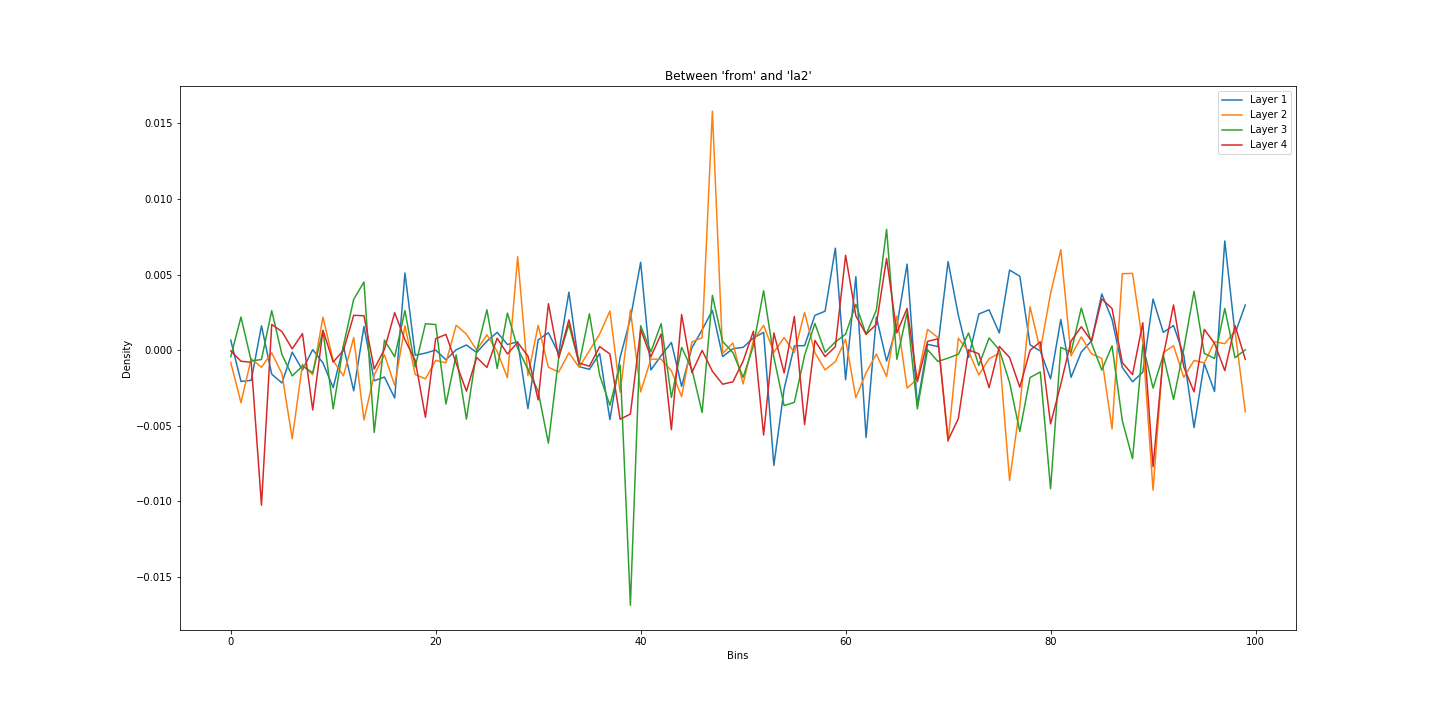 Between 'from' and 'la2'
Layer 1
Layer 2
Layer 3
Layer 4
Density
0.015
0.010
0.005
0.000
−0.005
−0.010
−0.015
0 20 40 60 80 100
Bins